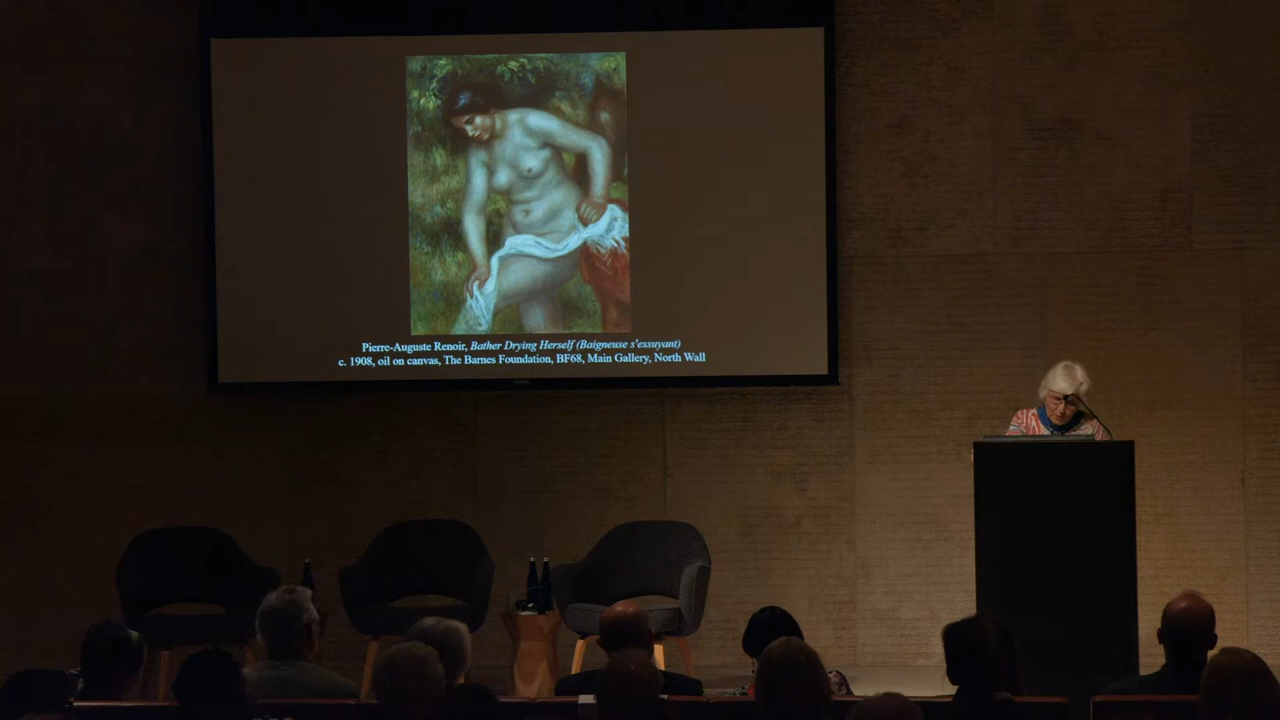 Pierre-Auguste Renoir, Bather Drying Herself (Baigneuse s'essuyant)
c. 1908, oil on canvas, The Barnes Foundation, BF68, Main Gallery, North Wall